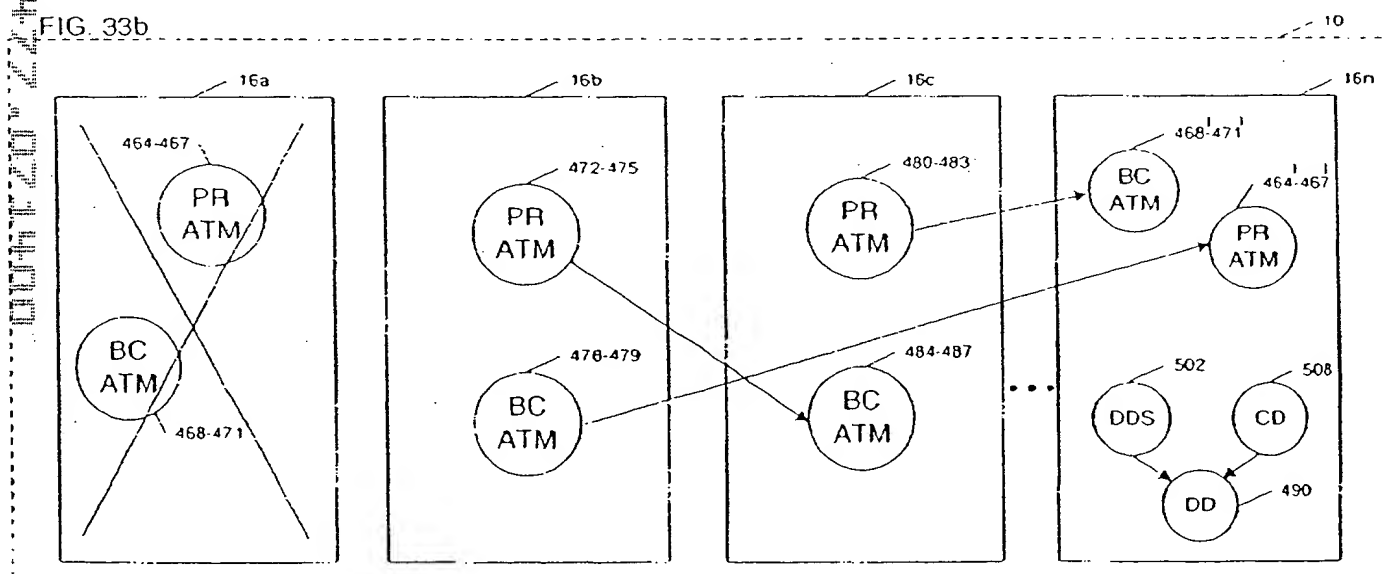 FIG. 33b
10
16a
16b
16c
16n
464-467
PR
ATM
BC
ATM
468-471
472-475
PR
ATM
478-479
BC
ATM
480-483
PR
ATM
484-487
BC
ATM
468'-471'
BC
ATM
464'-467'
PR
ATM
502
DDS
508
CD
DD
490